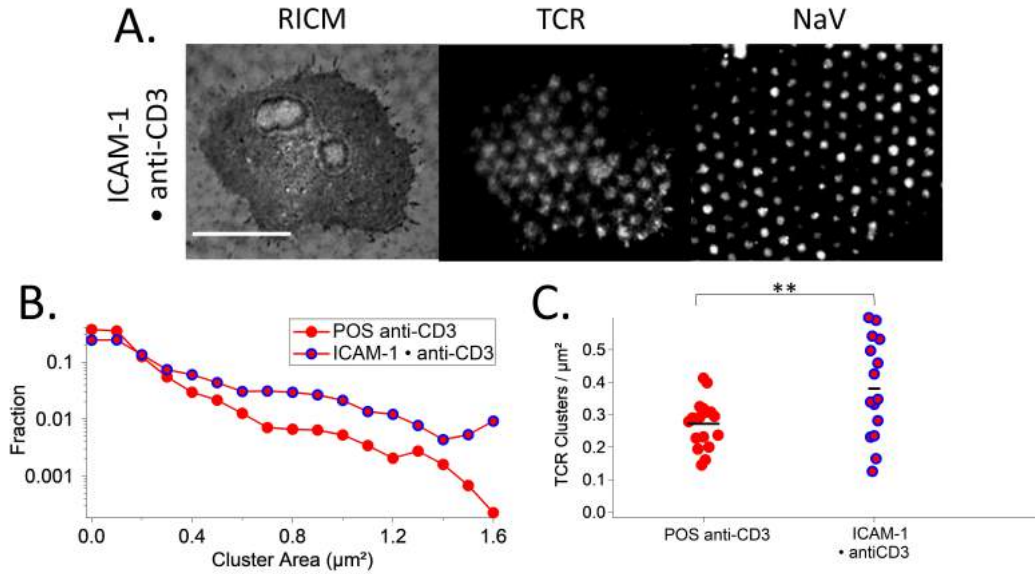 A.
RICM
TCR
NaV
ICAM-1
• anti-CD3
B.
POS anti-CD3
ICAM-1 • anti-CD3
Fraction
0.1
0.01
0.001
0.0
0.4
0.8
1.2
1.6
Cluster Area (µm²)
C.
**
TCR Clusters / µm²
0.5
0.4
0.3
0.2
0.1
0.0
POS anti-CD3
ICAM-1
• antiCD3